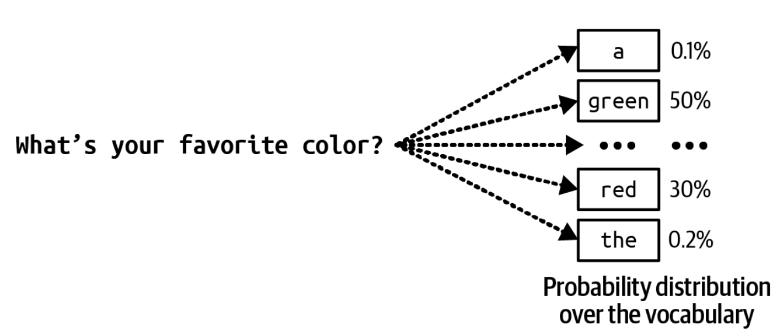 a 0.1%
green 50%
What’s your favorite color? ••• •••
red 30%
the 0.2%
Probability distribution
over the vocabulary